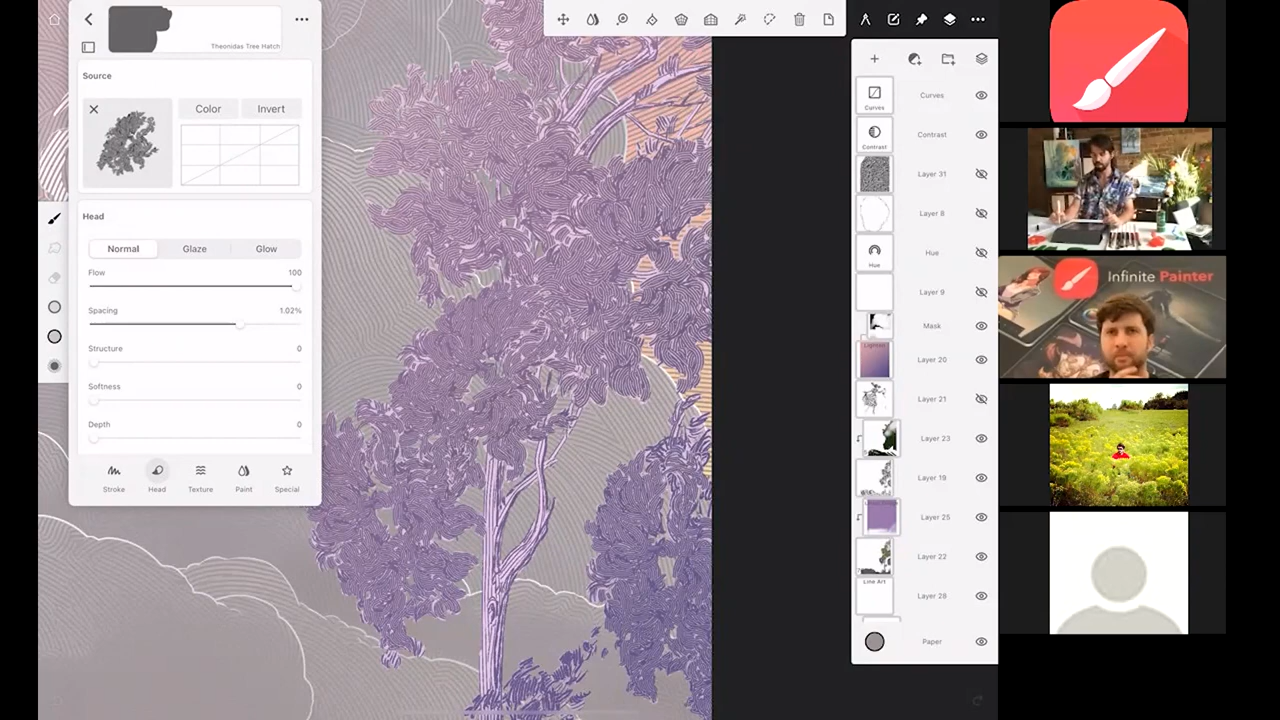 Theonidas Tree Hatch
Source
Color
Invert
Head
Normal
Glaze
Glow
Flow
100
Spacing
1.02%
Structure
0
Softness
0
Depth
0
Stroke
Head
Texture
Paint
Special
Curves
Curves
Contrast
Contrast
Layer 31
Layer 8
Hue
Hue
Layer 9
Mask
Lighten
Layer 20
Layer 21
Layer 23
Layer 19
Layer 25
Layer 22
Line Art
Layer 28
Paper
Infinite Painter